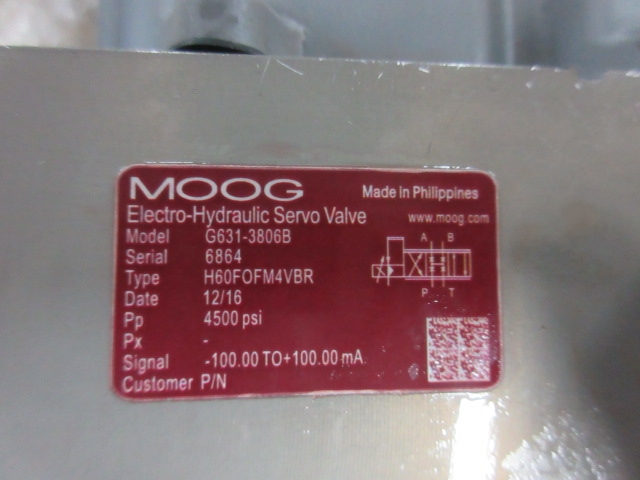 MOOG
Made in Philippines
Electro-Hydraulic Servo Valve
www.moog.com
Model G631-3806B
Serial 6864
Type H60FOFM4VBR
Date 12/16
Pp 4500 psi
Px -
Signal -100.00 TO+100.00 mA
Customer P/N
A B
P T